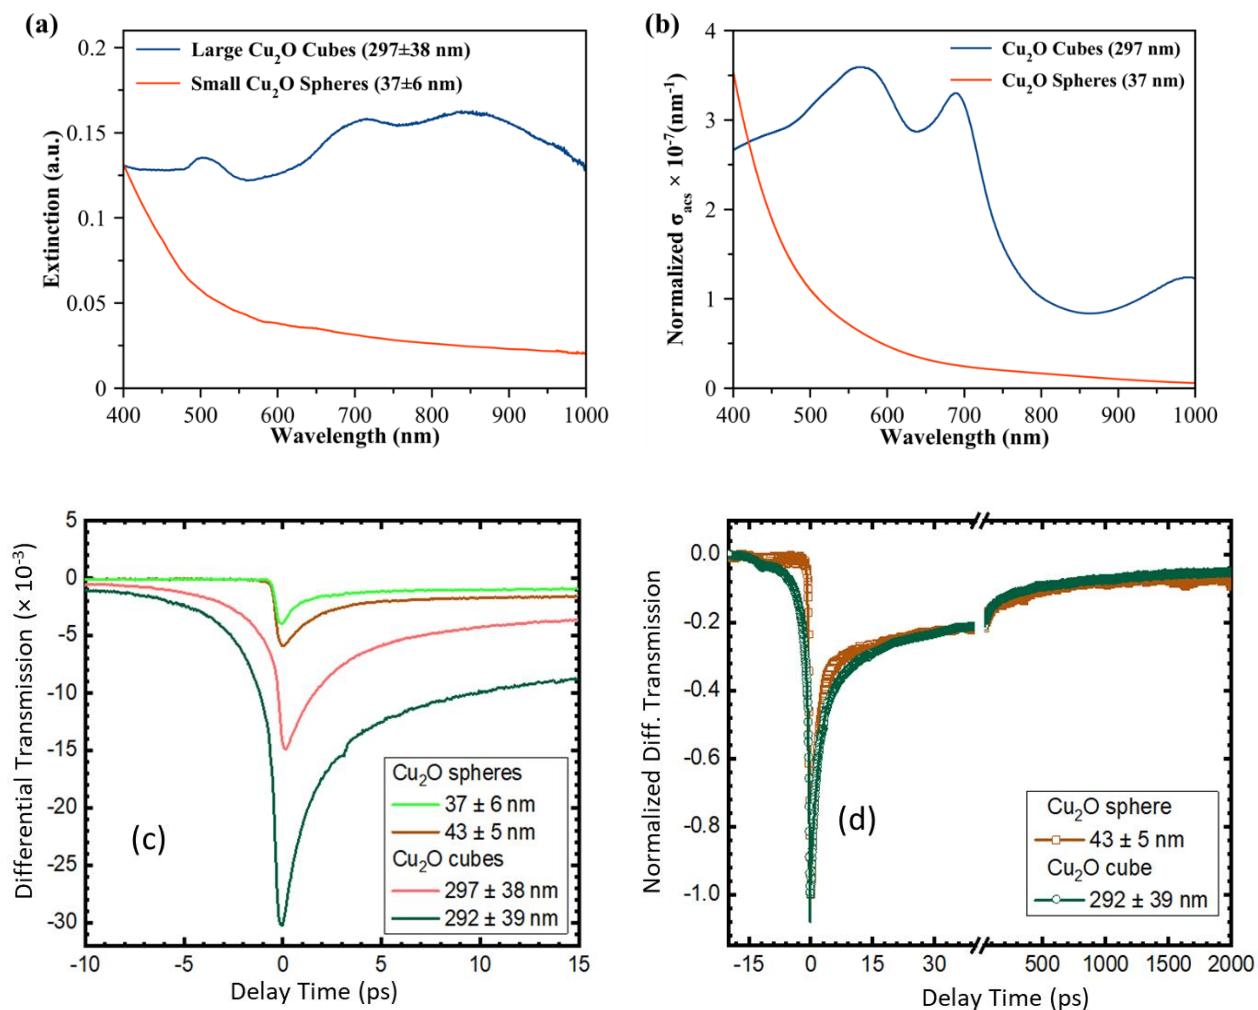 (a)
Large Cu₂O Cubes (297±38 nm)
Small Cu₂O Spheres (37±6 nm)
Extinction (a.u.)
0.2
0.15
0.1
0.05
0
400 500 600 700 800 900 1000
Wavelength (nm)
(b)
Cu₂O Cubes (297 nm)
Cu₂O Spheres (37 nm)
Normalized σacs × 10⁻⁷(nm⁻¹)
4
3
2
1
0
400 500 600 700 800 900 1000
Wavelength (nm)
Differential Transmission (× 10⁻³)
5
0
-5
-10
-15
-20
-25
-30
(c)
Cu₂O spheres
37 ± 6 nm
43 ± 5 nm
Cu₂O cubes
297 ± 38 nm
292 ± 39 nm
-10 -5 0 5 10 15
Delay Time (ps)
Normalized Diff. Transmission
0.0
-0.2
-0.4
-0.6
-0.8
-1.0
(d)
Cu₂O sphere
43 ± 5 nm
Cu₂O cube
292 ± 39 nm
-15 0 15 30 500 1000 1500 2000
Delay Time (ps)